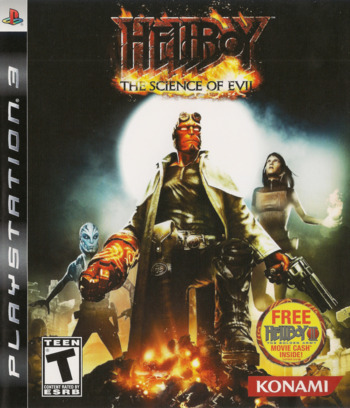 PLAYSTATION 3
HELLBOY
THE SCIENCE OF EVIL
FREE
HELLBOY II
THE GOLDEN ARMY
MOVIE CASH
INSIDE!
TEEN
T
CONTENT RATED BY
ESRB
KONAMI